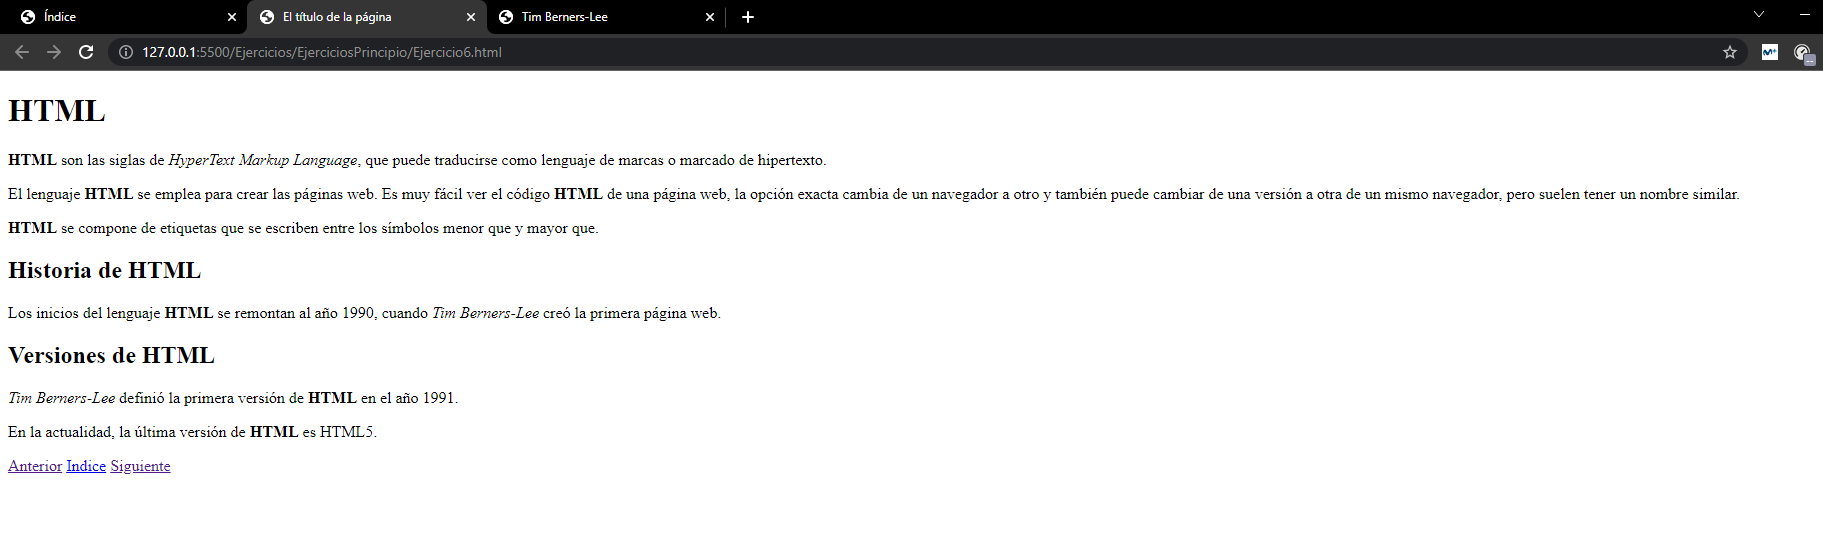 Índice
El título de la página
Tim Berners-Lee
127.0.0.1:5500/Ejercicios/EjerciciosPrincipio/Ejercicio6.html
HTML
HTML son las siglas de HyperText Markup Language, que puede traducirse como lenguaje de marcas o marcado de hipertexto.
El lenguaje HTML se emplea para crear las páginas web. Es muy fácil ver el código HTML de una página web, la opción exacta cambia de un navegador a otro y también puede cambiar de una versión a otra de un mismo navegador, pero suelen tener un nombre similar.
HTML se compone de etiquetas que se escriben entre los símbolos menor que y mayor que.
Historia de HTML
Los inicios del lenguaje HTML se remontan al año 1990, cuando Tim Berners-Lee creó la primera página web.
Versiones de HTML
Tim Berners-Lee definió la primera versión de HTML en el año 1991.
En la actualidad, la última versión de HTML es HTML5.
Anterior Indice Siguiente